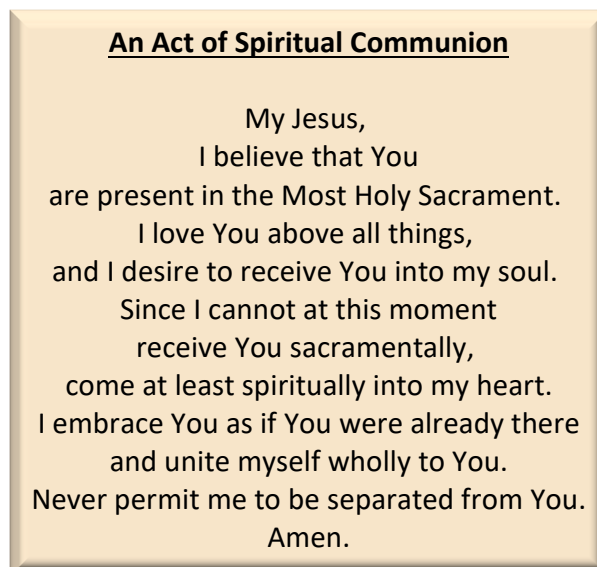 An Act of Spiritual Communion
My Jesus,
I believe that You
are present in the Most Holy Sacrament.
I love You above all things,
and I desire to receive You into my soul.
Since I cannot at this moment
receive You sacramentally,
come at least spiritually into my heart.
I embrace You as if You were already there
and unite myself wholly to You.
Never permit me to be separated from You.
Amen.